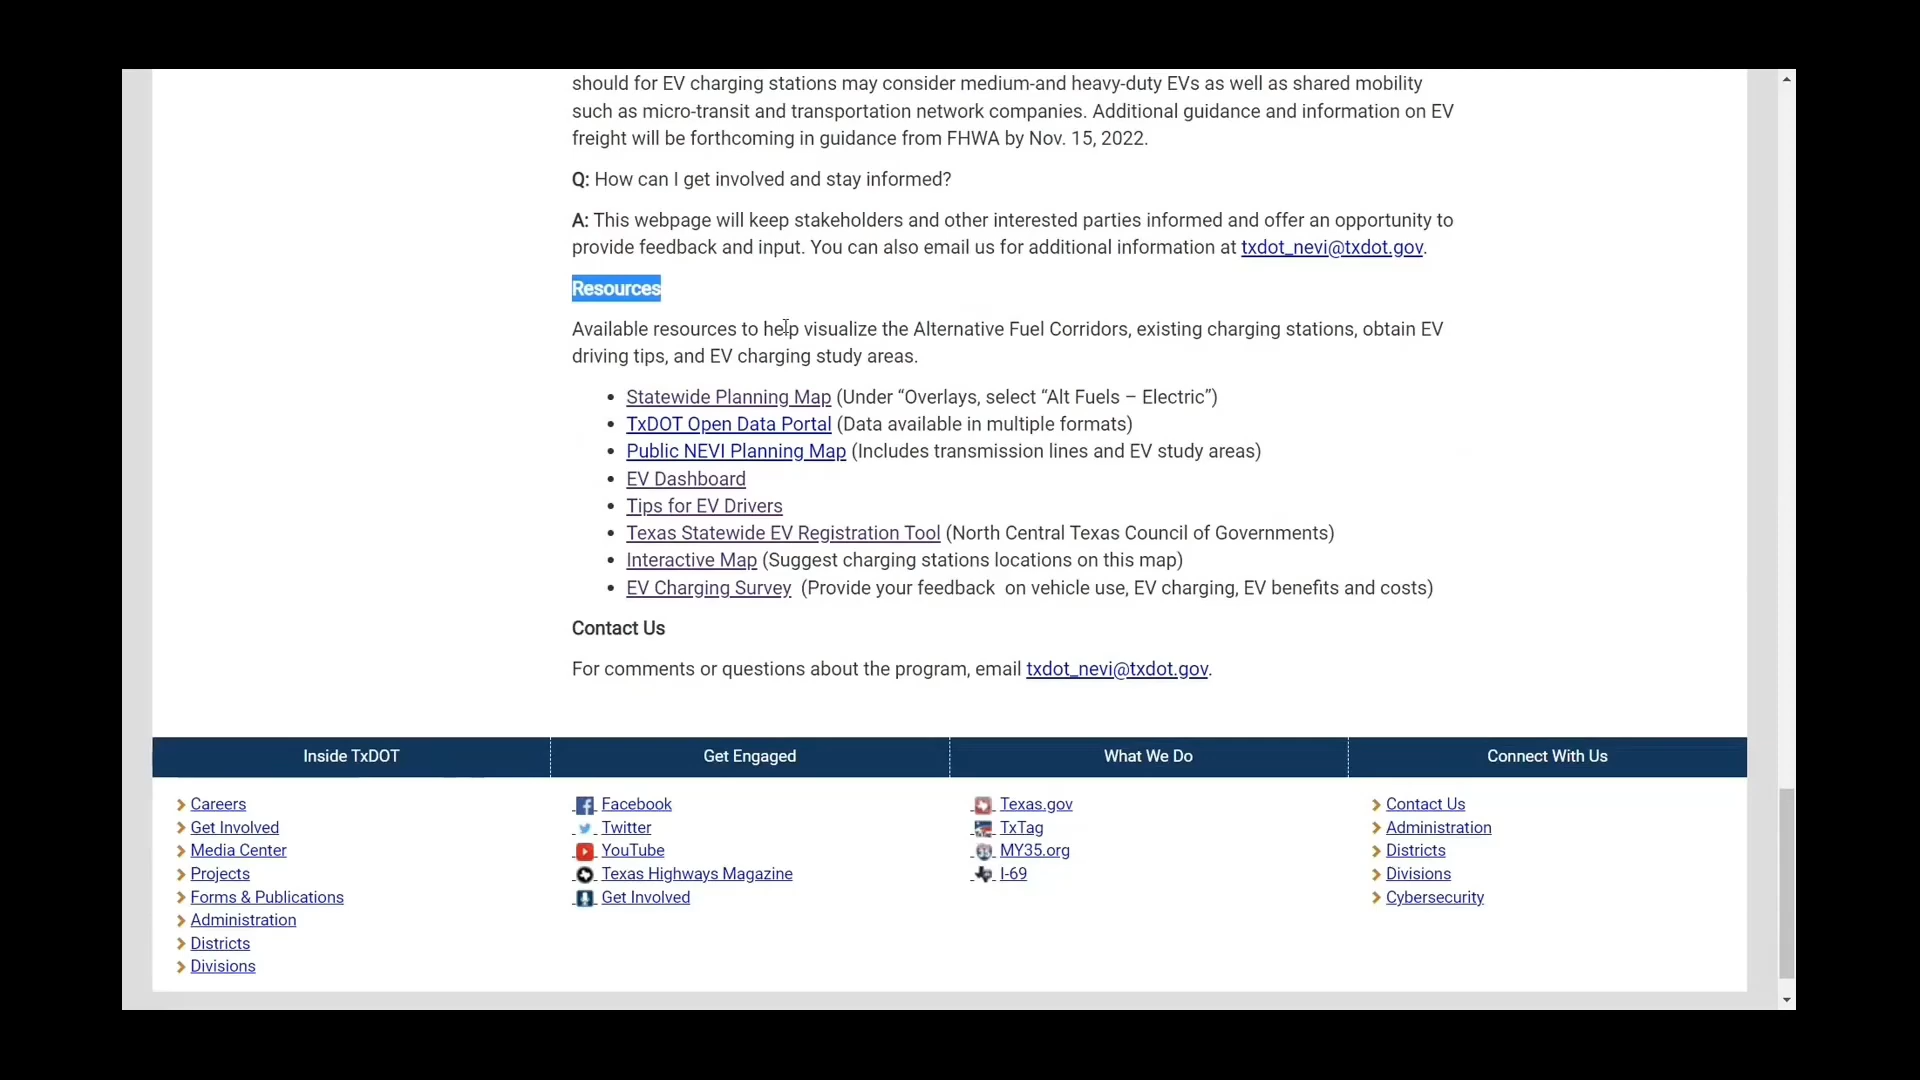 should for EV charging stations may consider medium-and heavy-duty EVs as well as shared mobility
such as micro-transit and transportation network companies. Additional guidance and information on EV
freight will be forthcoming in guidance from FHWA by Nov. 15, 2022.
Q: How can I get involved and stay informed?
A: This webpage will keep stakeholders and other interested parties informed and offer an opportunity to
provide feedback and input. You can also email us for additional information at txdot_nevi@txdot.gov.
Resources
Available resources to help visualize the Alternative Fuel Corridors, existing charging stations, obtain EV
driving tips, and EV charging study areas.
• Statewide Planning Map (Under “Overlays, select “Alt Fuels – Electric”)
• TxDOT Open Data Portal (Data available in multiple formats)
• Public NEVI Planning Map (Includes transmission lines and EV study areas)
• EV Dashboard
• Tips for EV Drivers
• Texas Statewide EV Registration Tool (North Central Texas Council of Governments)
• Interactive Map (Suggest charging stations locations on this map)
• EV Charging Survey (Provide your feedback on vehicle use, EV charging, EV benefits and costs)
Contact Us
For comments or questions about the program, email txdot_nevi@txdot.gov.
Inside TxDOT
Careers
Get Involved
Media Center
Projects
Forms & Publications
Administration
Districts
Divisions
Get Engaged
Facebook
Twitter
YouTube
Texas Highways Magazine
Get Involved
What We Do
Texas.gov
TxTag
MY35.org
I-69
Connect With Us
Contact Us
Administration
Districts
Divisions
Cybersecurity